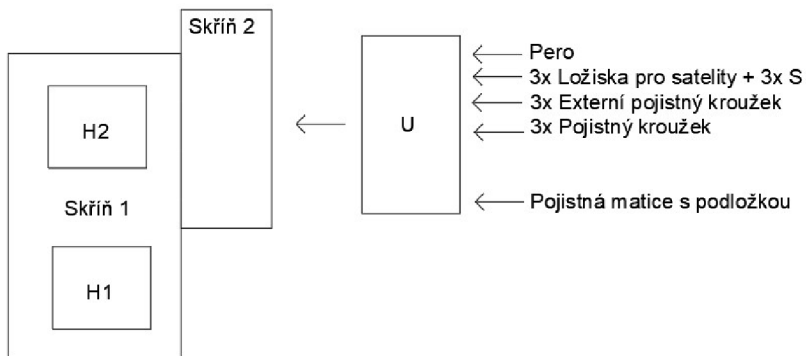 Skříň 2
Pero
3x Ložiska pro satelity + 3x S
3x Externí pojistný kroužek
3x Pojistný kroužek
H2
U
Skříň 1
Pojistná matice s podložkou
H1